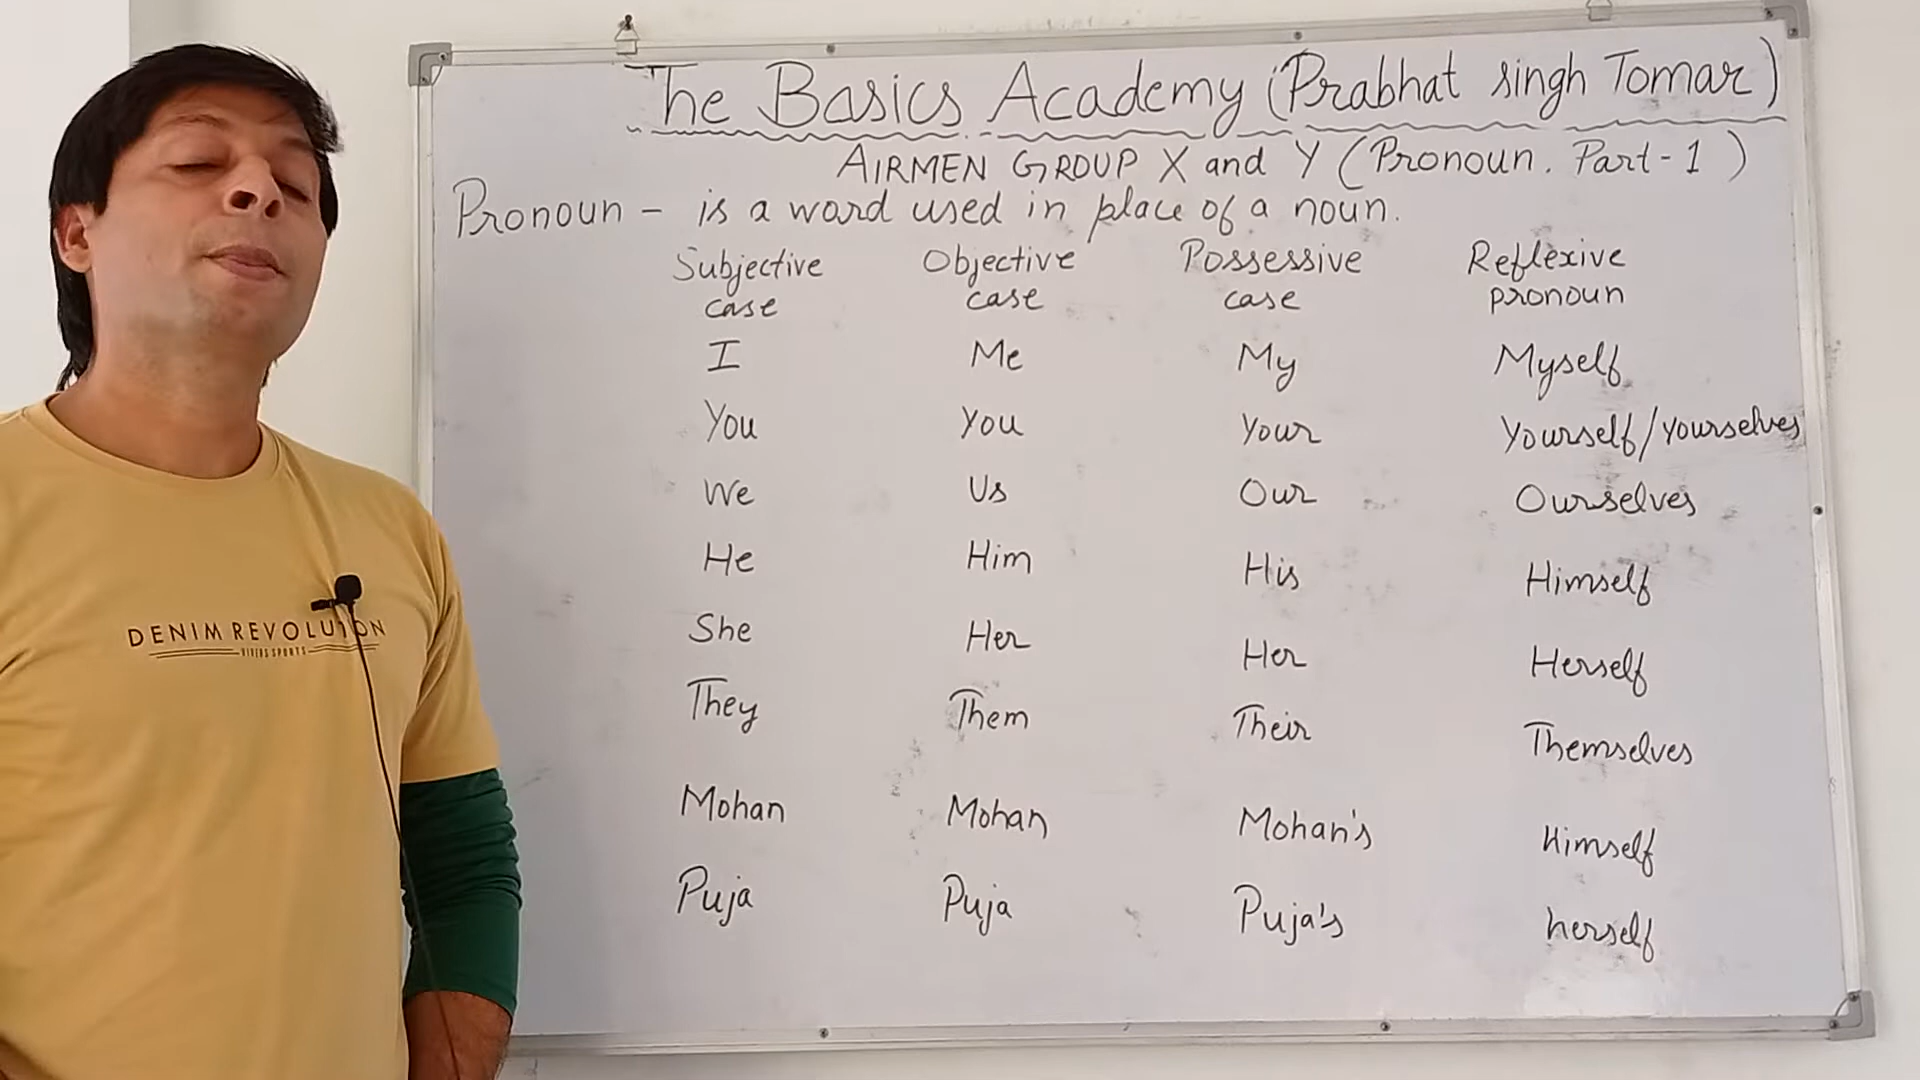 The Basics Academy (Prabhat singh Tomar)
AIRMEN GROUP X and Y (Pronoun. Part-1)
Pronoun - is a word used in place of a noun.
Subjective case Objective case Possessive case Reflexive pronoun
I Me My Myself
You You Your Yourself/Yourselves
We Us Our Ourselves
He Him His Himself
She Her Her Herself
They Them Their Themselves
Mohan Mohan Mohan's himself
Puja Puja Puja's herself
DENIM REVOLUTION